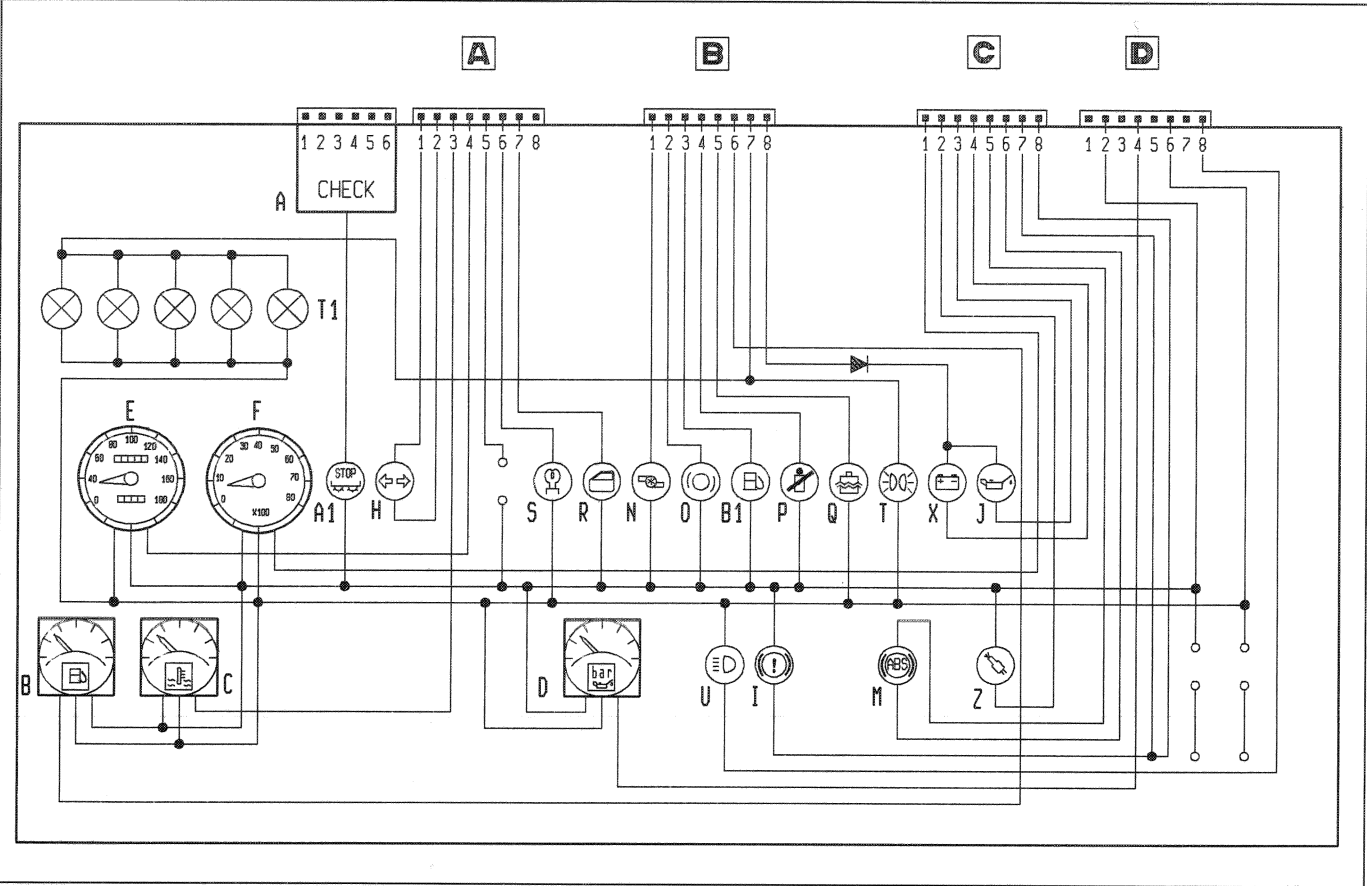 A B C D
1 2 3 4 5 6 1 2 3 4 5 6 7 8 1 2 3 4 5 6 7 8 1 2 3 4 5 6 7 8 1 2 3 4 5 6 7 8
A CHECK
T1
E F
0 40 60 80 100 120 140 160 180
0 10 20 30 40 50 60 70 80
X100
STOP
A1 H S R N O B1 P Q T X J
B C D bar U I ! M ABS Z